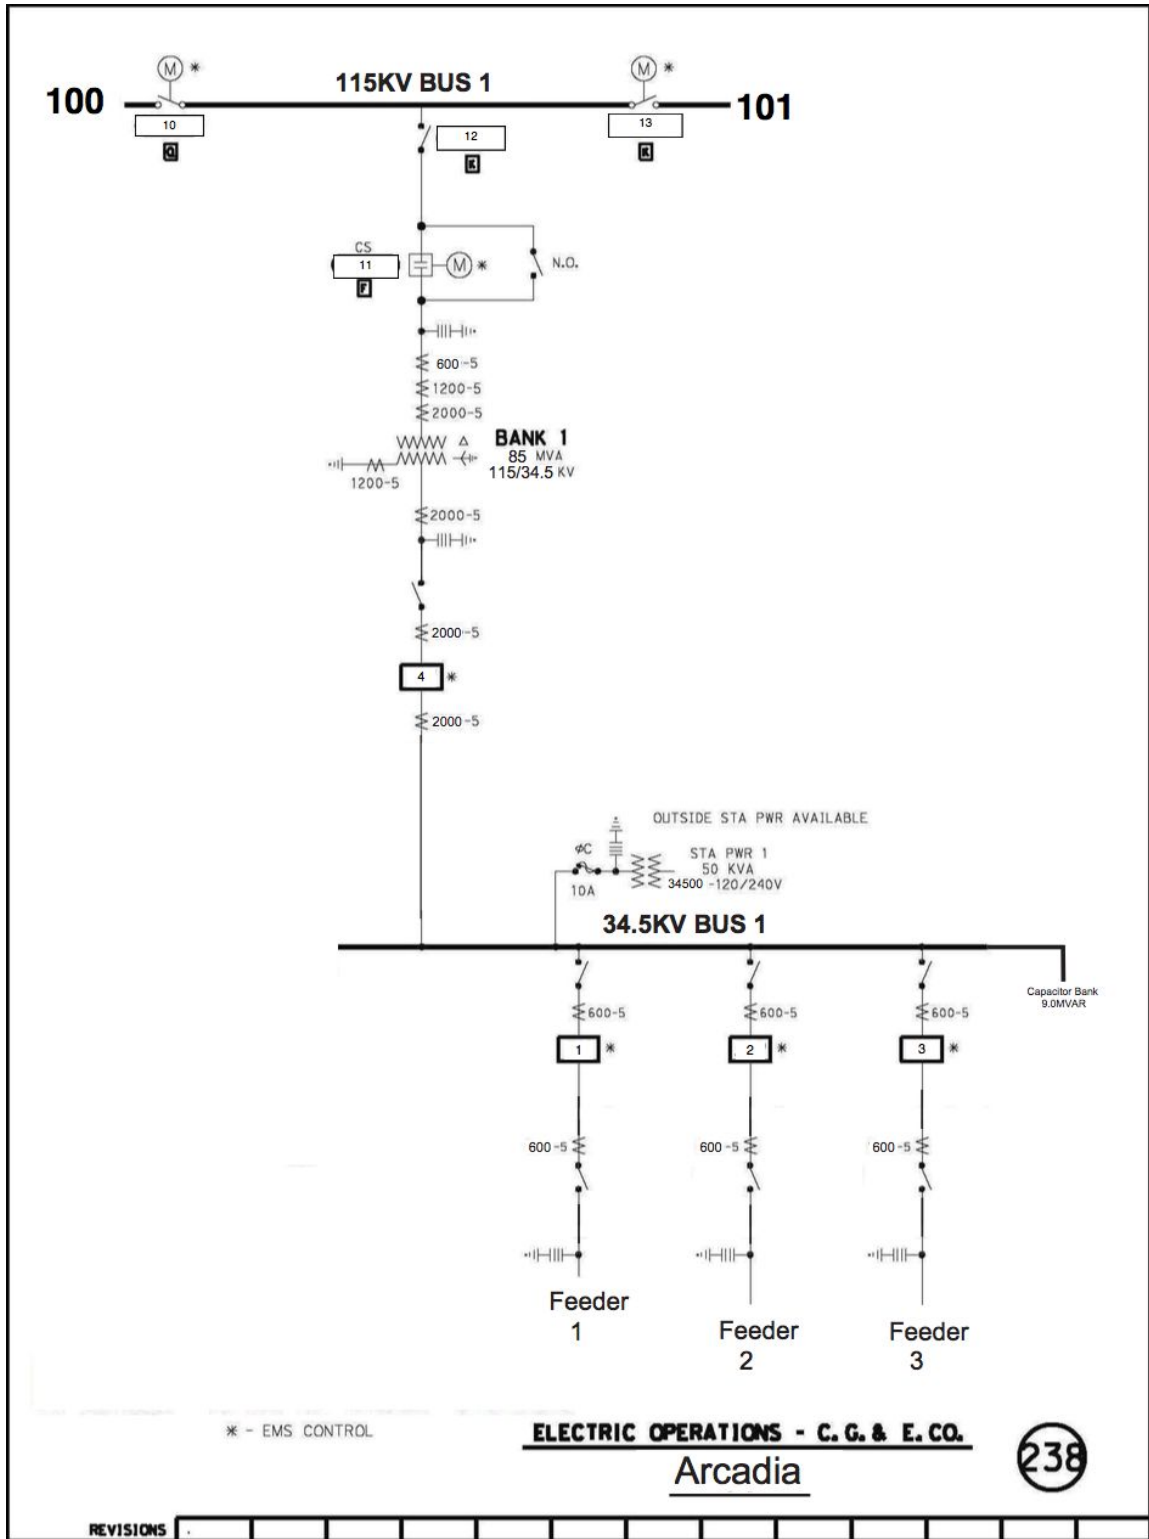 M *
M *
115KV BUS 1
100
101
10
12
13
K
K
CS
11
M *
N.O.
F
600-5
1200-5
2000-5
BANK 1
85 MVA
115/34.5 KV
1200-5
2000-5
2000-5
4 *
2000-5
OUTSIDE STA PWR AVAILABLE
øC
STA PWR 1
50 KVA
34500 -120/240V
10A
34.5KV BUS 1
Capacitor Bank
9.0MVAR
600-5
600-5
600-5
1 *
2 *
3 *
600-5
600-5
600-5
Feeder
1
Feeder
2
Feeder
3
* - EMS CONTROL
ELECTRIC OPERATIONS - C. G. & E. CO.
Arcadia
238
REVISIONS